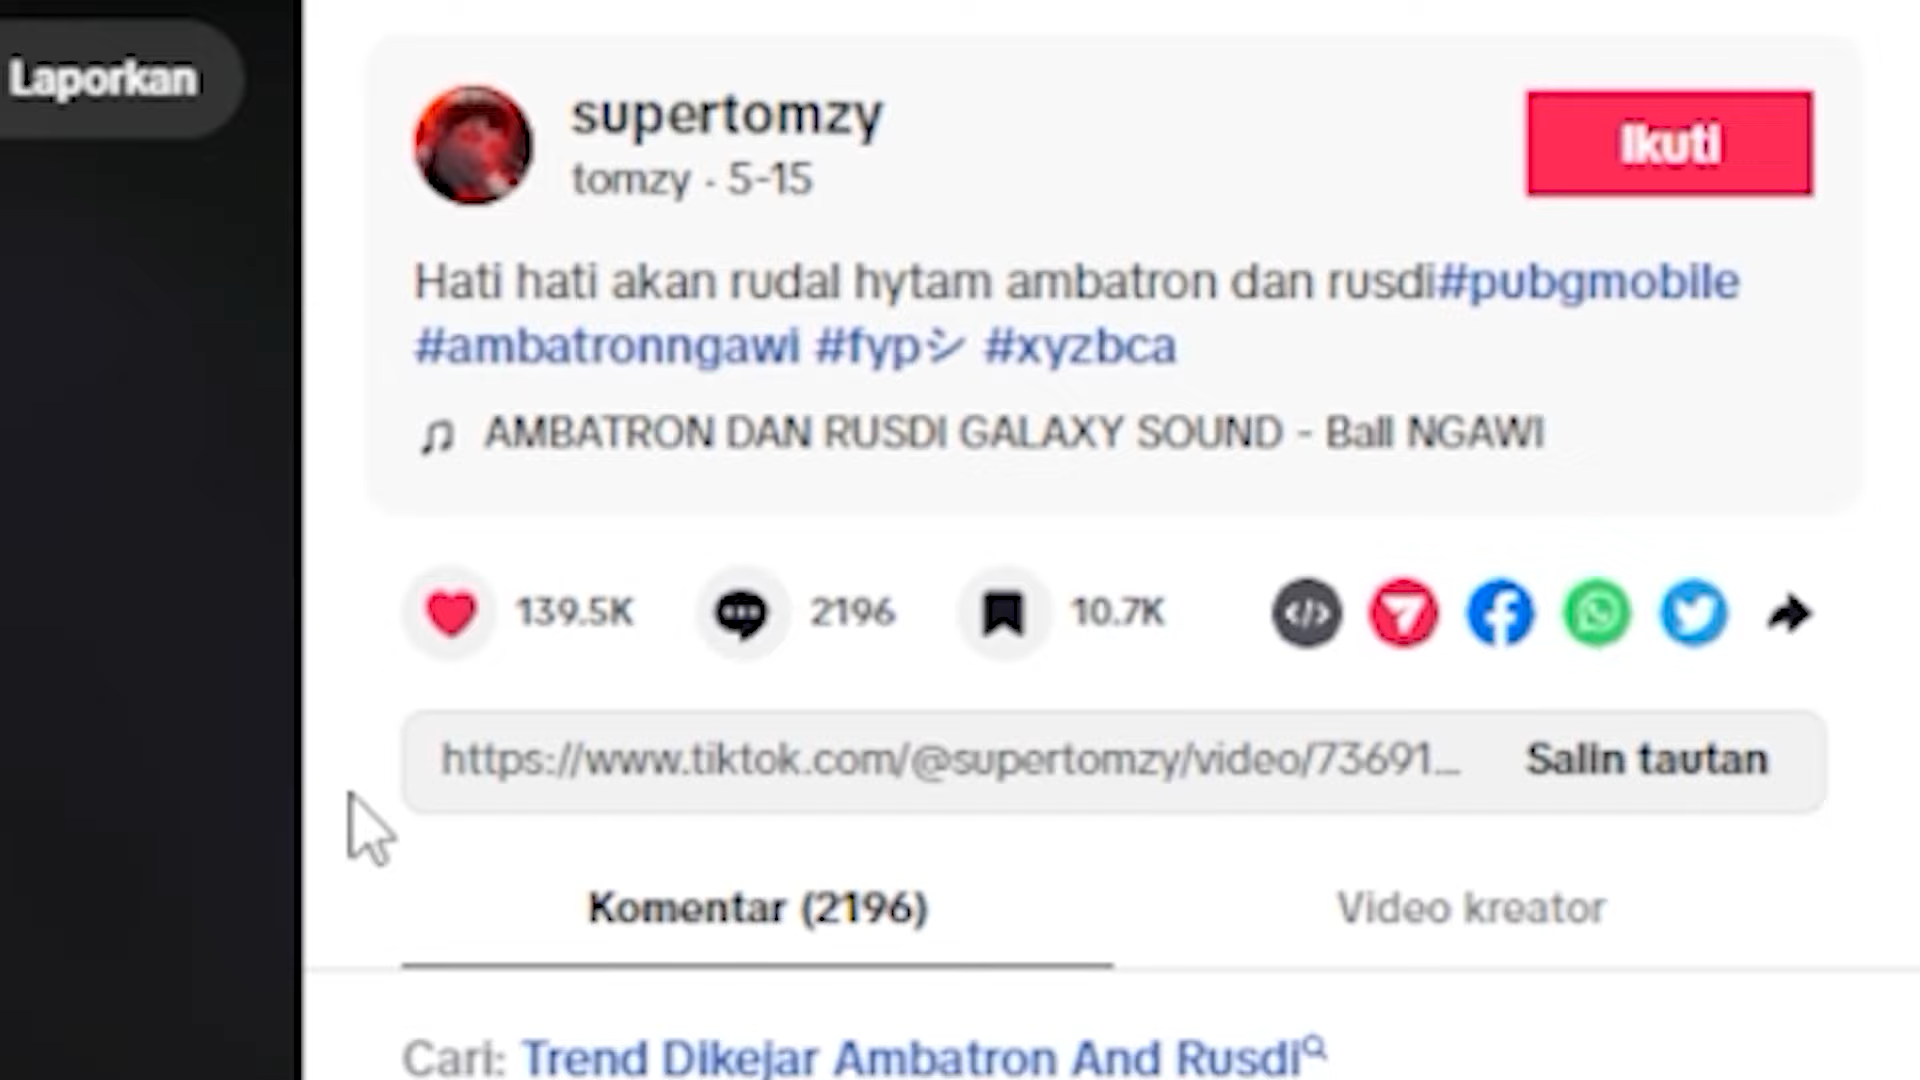 Laporkan
supertomzy
Ikuti
tomzy · 5-15
Hati hati akan rudal hytam ambatron dan rusdi#pubgmobile
#ambatronngawi #fypシ #xyzbca
AMBATRON DAN RUSDI GALAXY SOUND - Ball NGAWI
139.5K 2196 10.7K
https://www.tiktok.com/@supertomzy/video/73691... Salin tautan
Komentar (2196) Video kreator
Cari: Trend Dikejar Ambatron And Rusdi